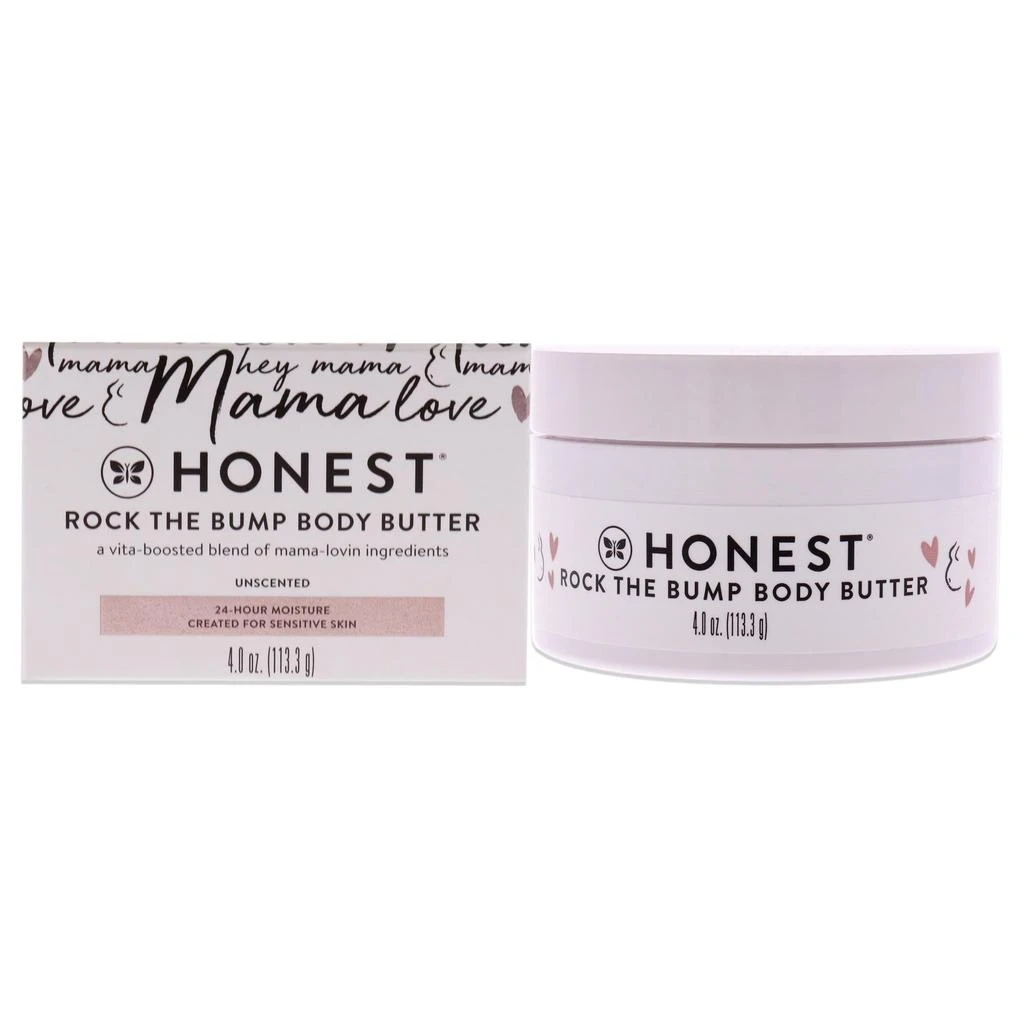 mama hey mama mam
ove Mama love
HONEST®
ROCK THE BUMP BODY BUTTER
a vita-boosted blend of mama-lovin ingredients
UNSCENTED
24-HOUR MOISTURE
CREATED FOR SENSITIVE SKIN
4.0 oz. (113.3 g)
HONEST®
ROCK THE BUMP BODY BUTTER
4.0 oz. (113.3 g)